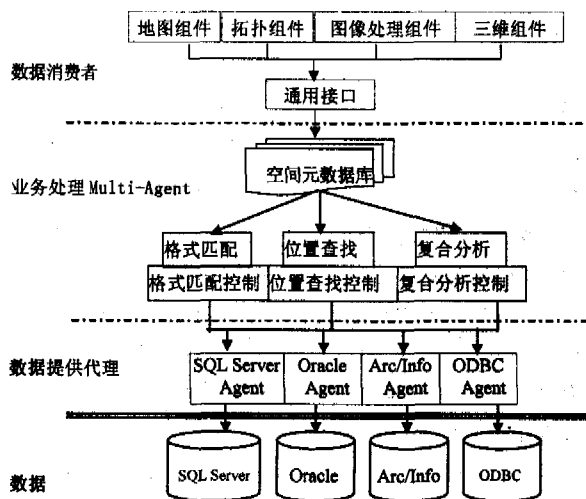 地图组件 拓扑组件 图像处理组件 三维组件
数据消费者
通用接口
空间元数据库
业务处理 Multi-Agent
格式匹配 位置查找 复合分析
格式匹配控制 位置查找控制 复合分析控制
数据提供代理
SQL Server Agent
Oracle Agent
Arc/Info Agent
ODBC Agent
SQL Server Oracle Arc/Info ODBC
数据